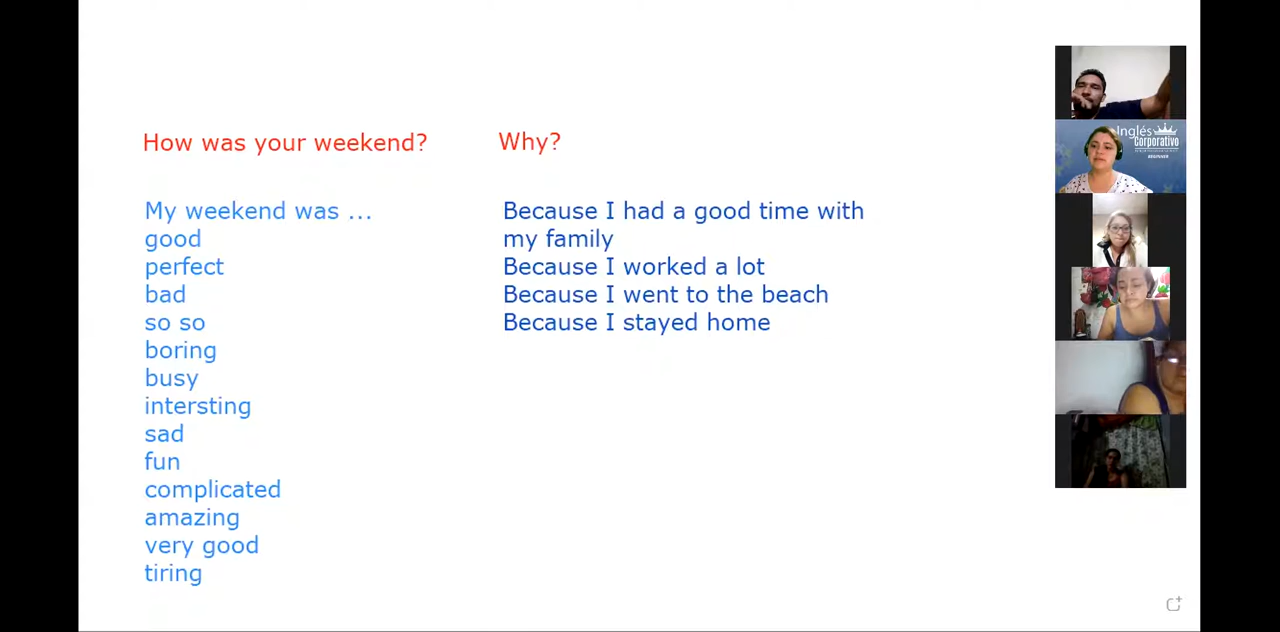 How was your weekend?
Why?
My weekend was ...
good
perfect
bad
so so
boring
busy
intersting
sad
fun
complicated
amazing
very good
tiring
Because I had a good time with
my family
Because I worked a lot
Because I went to the beach
Because I stayed home
Inglés
Corporativo
BEGINNER